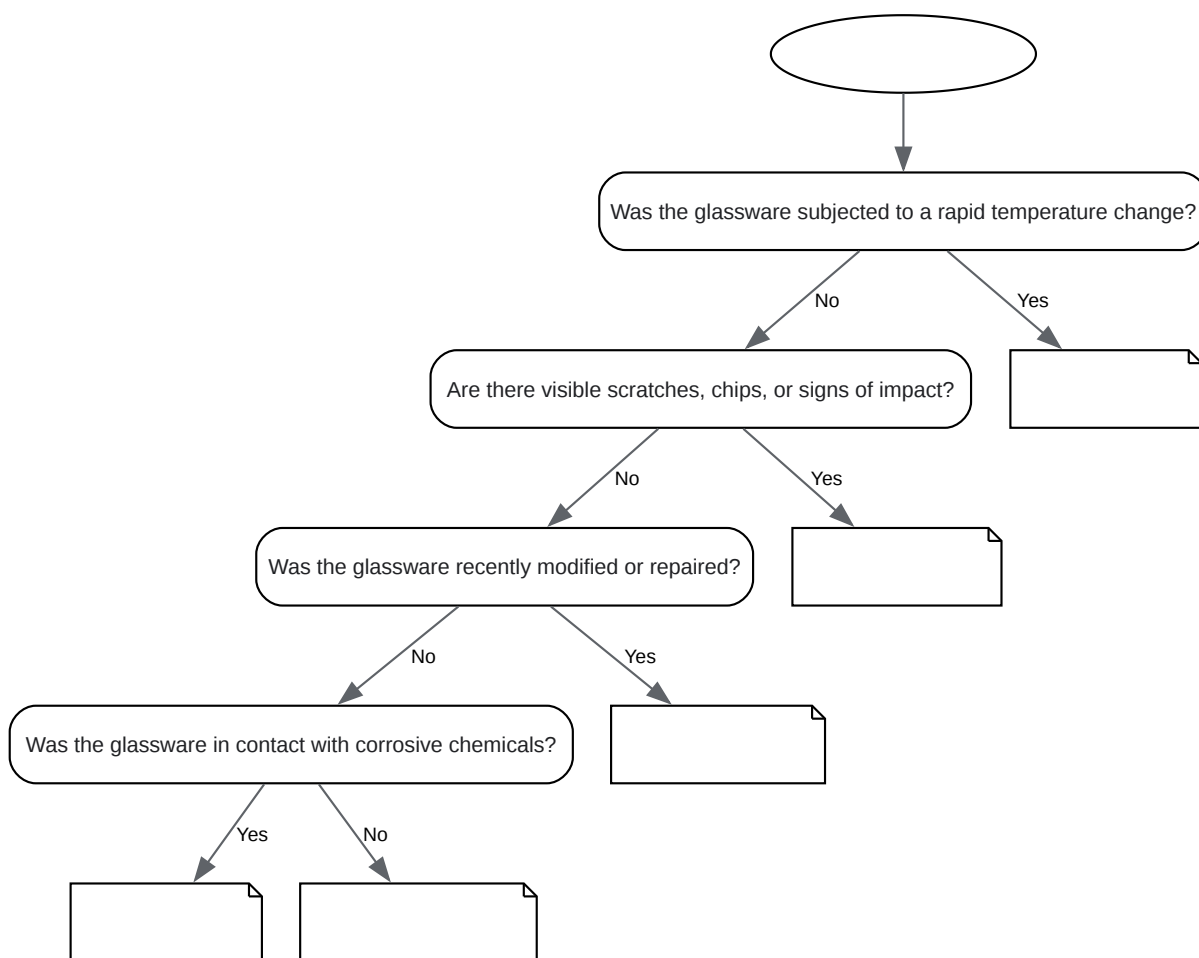 Was the glassware subjected to a rapid temperature change?
No
Yes
Are there visible scratches, chips, or signs of impact?
No
Yes
Was the glassware recently modified or repaired?
No
Yes
Was the glassware in contact with corrosive chemicals?
Yes
No